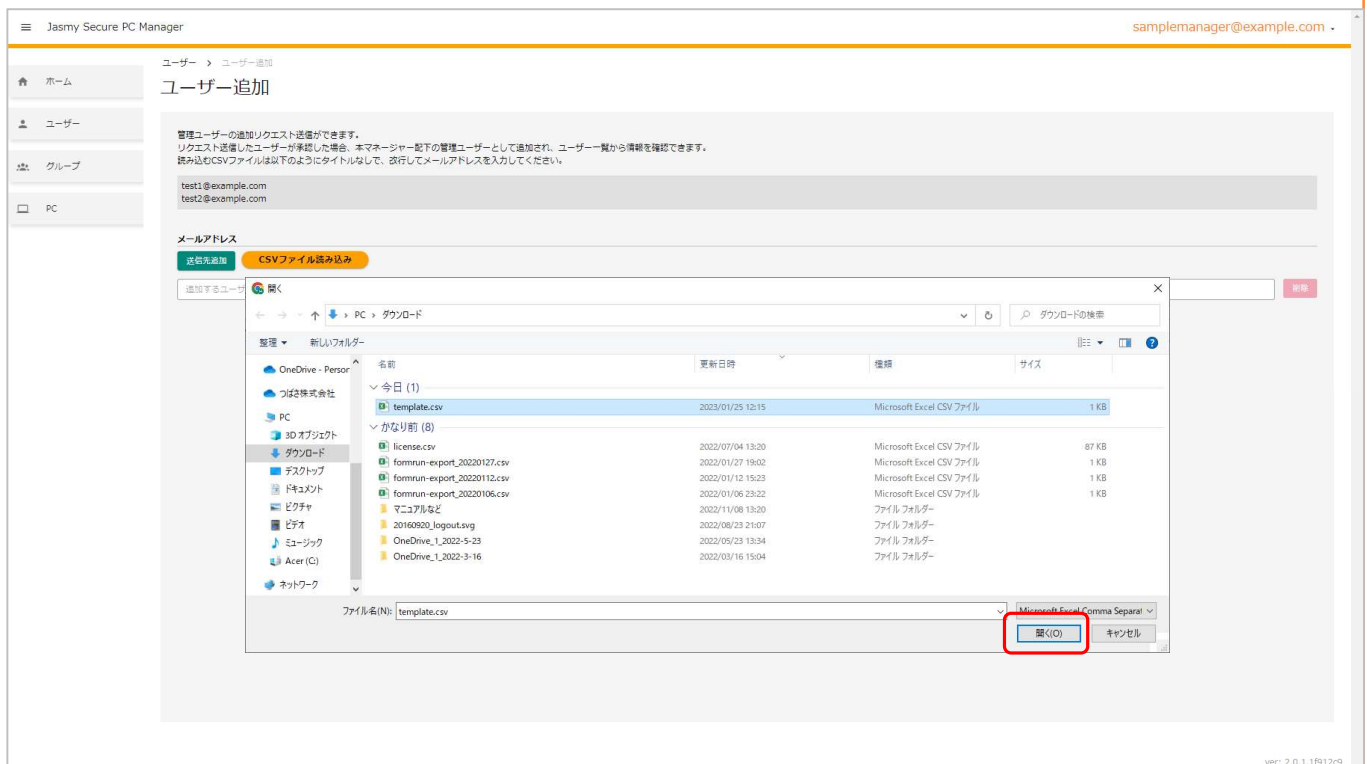 Jasmy Secure PC Manager
samplemanager@example.com
ホーム
ユーザー
グループ
PC
ユーザー > ユーザー追加
ユーザー追加
管理ユーザーの追加リクエスト送信ができます。
リクエスト送信したユーザーが承認した場合、本マネージャー配下の管理ユーザーとして追加され、ユーザー一覧から情報を確認できます。
読み込むCSVファイルは以下のようにタイトルなしで、改行してメールアドレスを入力してください。
test1@example.com
test2@example.com
メールアドレス
送信先追加 CSVファイル読み込み
追加するユーザ
削除
開く
PC › ダウンロード
ダウンロードの検索
整理 新しいフォルダー
OneDrive - Person
つばさ株式会社
PC
3D オブジェクト
ダウンロード
デスクトップ
ドキュメント
ピクチャ
ビデオ
ミュージック
Acer (C:)
ネットワーク
名前 更新日時 種類 サイズ
今日 (1)
template.csv 2023/01/25 12:15 Microsoft Excel CSV ファイル 1 KB
かなり前 (8)
license.csv 2022/07/04 13:20 Microsoft Excel CSV ファイル 87 KB
formrun-export_20220127.csv 2022/01/27 19:02 Microsoft Excel CSV ファイル 1 KB
formrun-export_20220112.csv 2022/01/12 15:23 Microsoft Excel CSV ファイル 1 KB
formrun-export_20220106.csv 2022/01/06 23:22 Microsoft Excel CSV ファイル 1 KB
マニュアルなど 2022/11/08 13:20 ファイル フォルダー
20160920_logout.svg 2022/08/23 21:07 ファイル フォルダー
OneDrive_1_2022-5-23 2022/05/23 13:34 ファイル フォルダー
OneDrive_1_2022-3-16 2022/03/16 15:04 ファイル フォルダー
ファイル名(N): template.csv
Microsoft Excel Comma Separat
開く(O) キャンセル
ver: 2.0.1.1f912c9